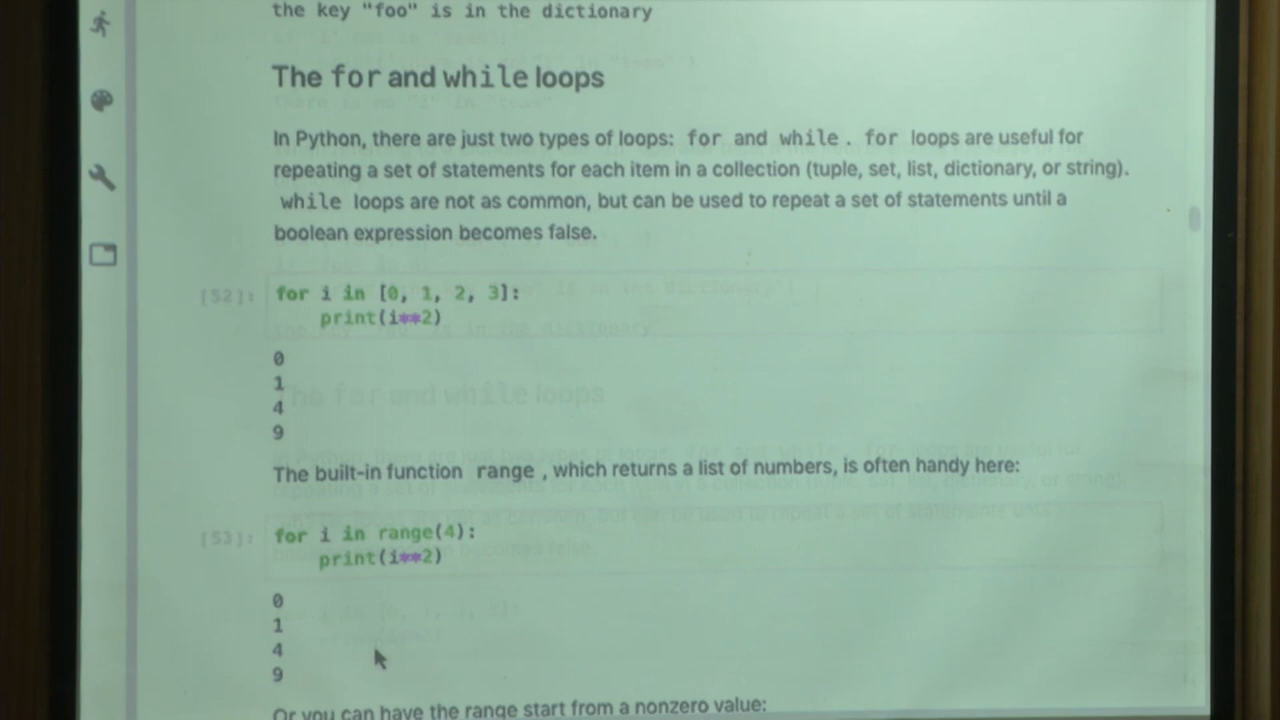 the key "foo" is in the dictionary
The for and while loops
In Python, there are just two types of loops: for and while. for loops are useful for
repeating a set of statements for each item in a collection (tuple, set, list, dictionary, or string).
while loops are not as common, but can be used to repeat a set of statements until a
boolean expression becomes false.
[52]: for i in [0, 1, 2, 3]:
print(i**2)
0
1
4
9
The built-in function range, which returns a list of numbers, is often handy here:
[53]: for i in range(4):
print(i**2)
0
1
4
9
Or you can have the range start from a nonzero value: